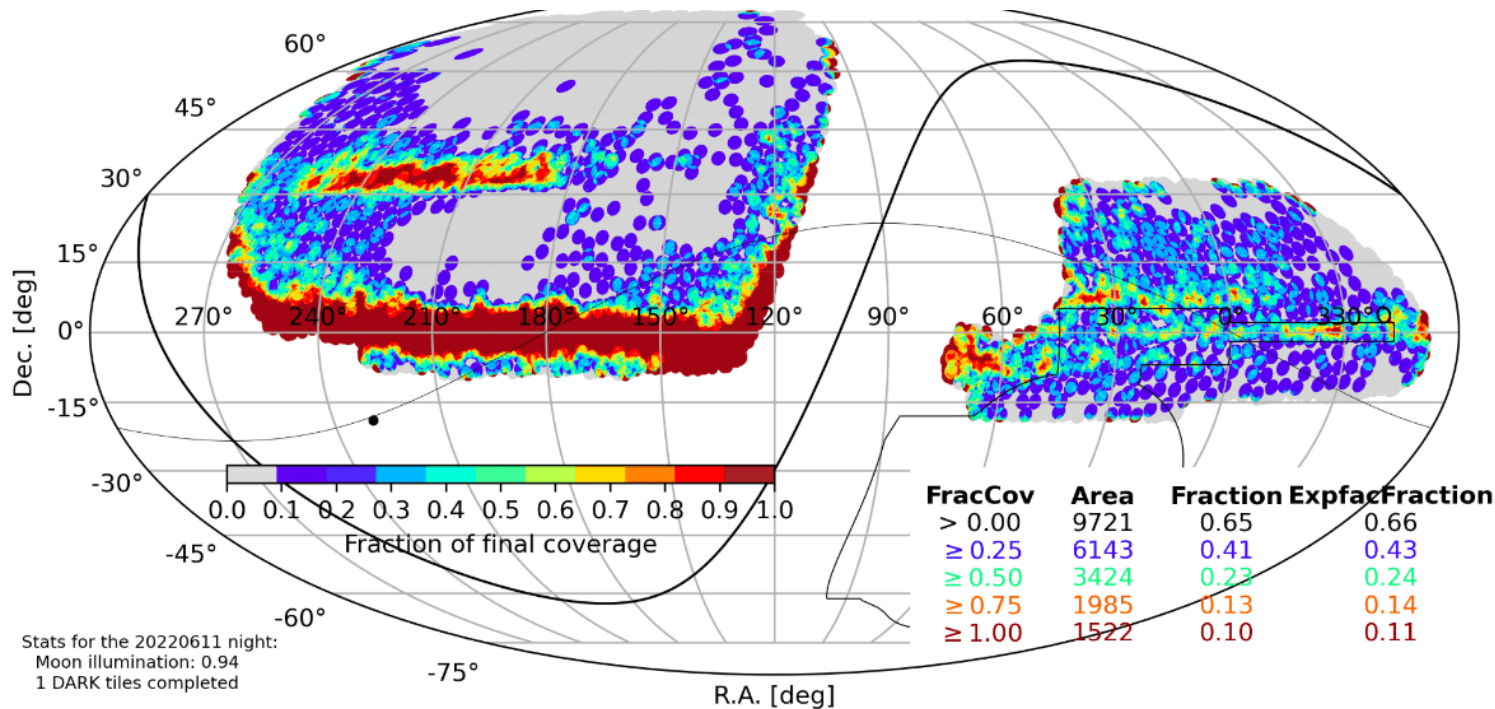 60°
45°
30°
15°
0°
-15°
-30°
-45°
-60°
-75°
Dec. [deg]
270° 240° 210° 180° 150° 120° 90° 60° 30° 0° 330°
0.0 0.1 0.2 0.3 0.4 0.5 0.6 0.7 0.8 0.9 1.0
Fraction of final coverage
FracCov Area Fraction ExpfacFraction
> 0.00 9721 0.65 0.66
≥ 0.25 6143 0.41 0.43
≥ 0.50 3424 0.23 0.24
≥ 0.75 1985 0.13 0.14
≥ 1.00 1522 0.10 0.11
Stats for the 20220611 night:
Moon illumination: 0.94
1 DARK tiles completed
R.A. [deg]